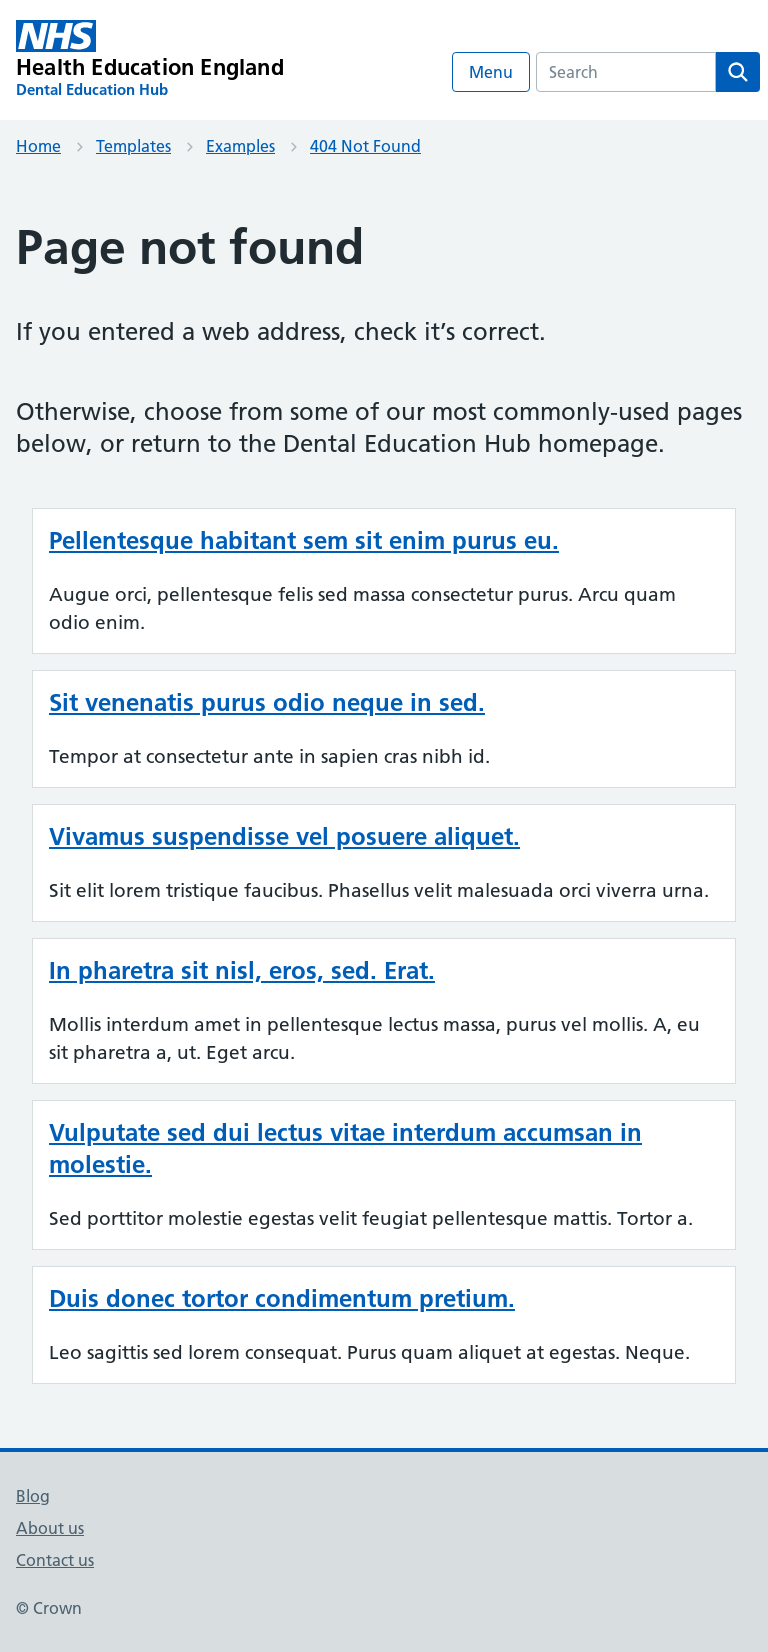 NHS
Health Education England
Dental Education Hub
Menu
Search
Home
Templates
Examples
404 Not Found
Page not found
If you entered a web address, check it’s correct.
Otherwise, choose from some of our most commonly-used pages
below, or return to the Dental Education Hub homepage.
Pellentesque habitant sem sit enim purus eu.
Augue orci, pellentesque felis sed massa consectetur purus. Arcu quam
odio enim.
Sit venenatis purus odio neque in sed.
Tempor at consectetur ante in sapien cras nibh id.
Vivamus suspendisse vel posuere aliquet.
Sit elit lorem tristique faucibus. Phasellus velit malesuada orci viverra urna.
In pharetra sit nisl, eros, sed. Erat.
Mollis interdum amet in pellentesque lectus massa, purus vel mollis. A, eu
sit pharetra a, ut. Eget arcu.
Vulputate sed dui lectus vitae interdum accumsan in
molestie.
Sed porttitor molestie egestas velit feugiat pellentesque mattis. Tortor a.
Duis donec tortor condimentum pretium.
Leo sagittis sed lorem consequat. Purus quam aliquet at egestas. Neque.
Blog
About us
Contact us
© Crown